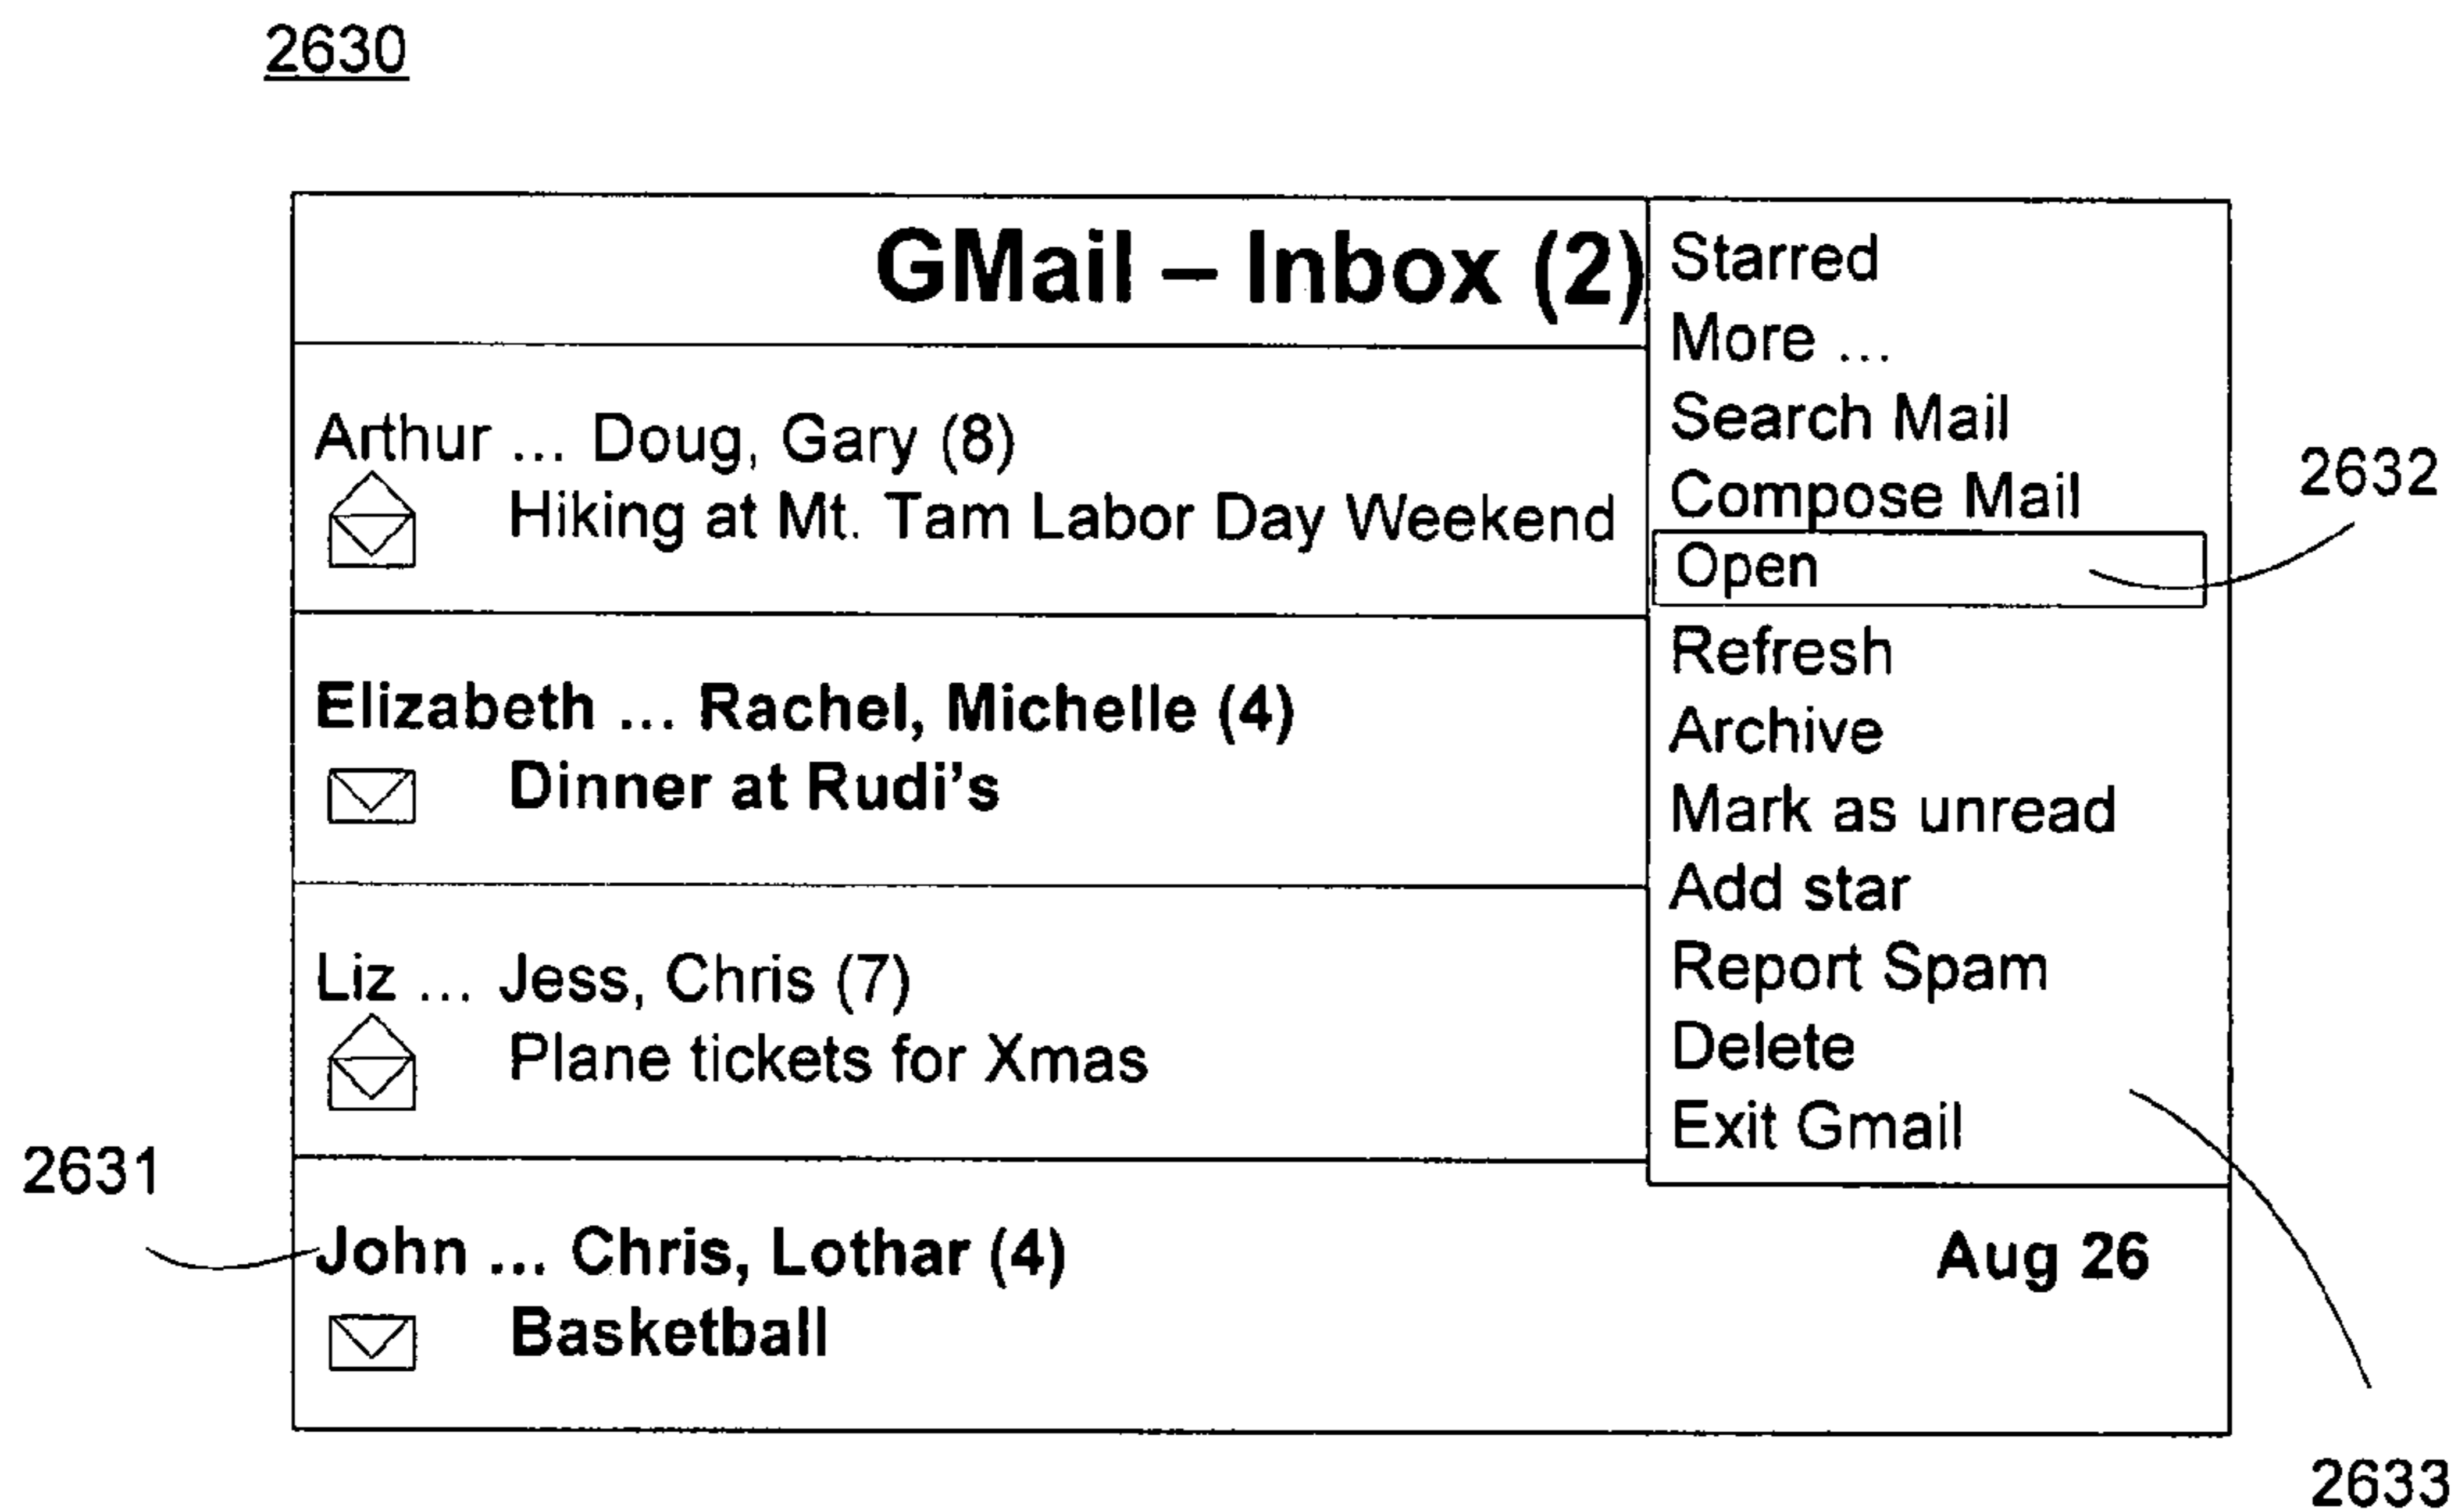 2630
GMail – Inbox (2)
Arthur ... Doug, Gary (8)
Hiking at Mt. Tam Labor Day Weekend
Elizabeth ... Rachel, Michelle (4)
Dinner at Rudi's
Liz ... Jess, Chris (7)
Plane tickets for Xmas
2631
John ... Chris, Lothar (4)
Aug 26
Basketball
Starred
More ...
Search Mail
Compose Mail
2632
Open
Refresh
Archive
Mark as unread
Add star
Report Spam
Delete
Exit Gmail
2633